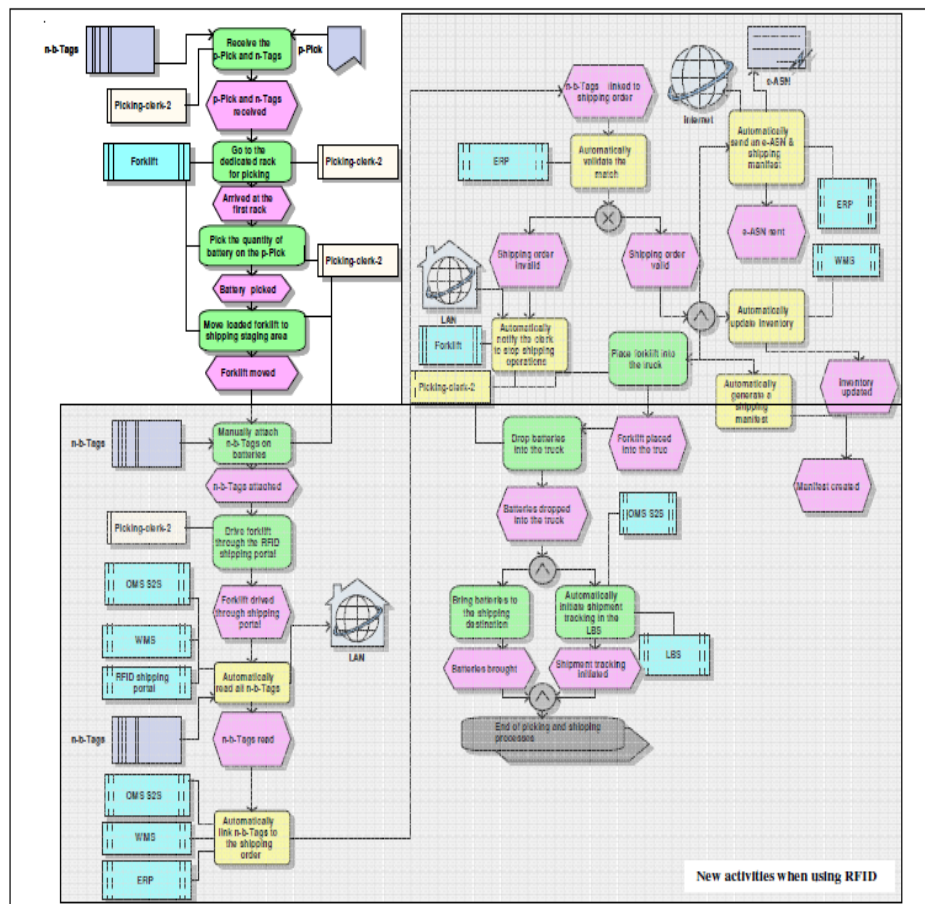 n-b-Tags
Receive the
p-Pick and n-Tags
p-Pick
Picking-clerk-2
p-Pick and n-Tags
received
Forklift
Go to the
dedicated rack
for picking
Picking-clerk-2
Arrived at the
first rack
Pick the quantity of
battery on the p-Pick
Picking-clerk-2
Battery picked
Move loaded forklift to
shipping staging area
Forklift moved
n-b-Tags
Manually attach
n-b-Tags on
batteries
n-b-Tags attached
Picking-clerk-2
Drive forklift
through the RFID
shipping portal
OMS S2S
Forklift drived
through shipping
portal
LAN
WMS
RFID shipping
portal
Automatically
read all n-b-Tags
n-b-Tags
n-b-Tags read
OMS S2S
WMS
ERP
Automatically
link n-b-Tags to
the shipping
order
n-b-Tags linked to
shipping order
Internet
e-ASN
ERP
Automatically
validate the
match
Automatically
send an e-ASN &
shipping
manifest
ERP
e-ASN sent
WMS
Shipping order
invalid
Shipping order
valid
LAN
Forklift
Picking-clerk-2
Automatically
notify the clerk
to stop shipping
operations
Automatically
update inventory
Place forklift into
the truck
Automatically
generate a
shipping
manifest
Inventory
updated
Drop batteries
into the truck
Forklift placed
into the truc
Manifest created
Batteries dropped
into the truck
OMS S2S
Bring batteries to
the shipping
destination
Automatically
initiate shipment
tracking in the
LBS
LBS
Batteries brought
Shipment tracking
initiated
End of picking and shipping
processes
New activities when using RFID